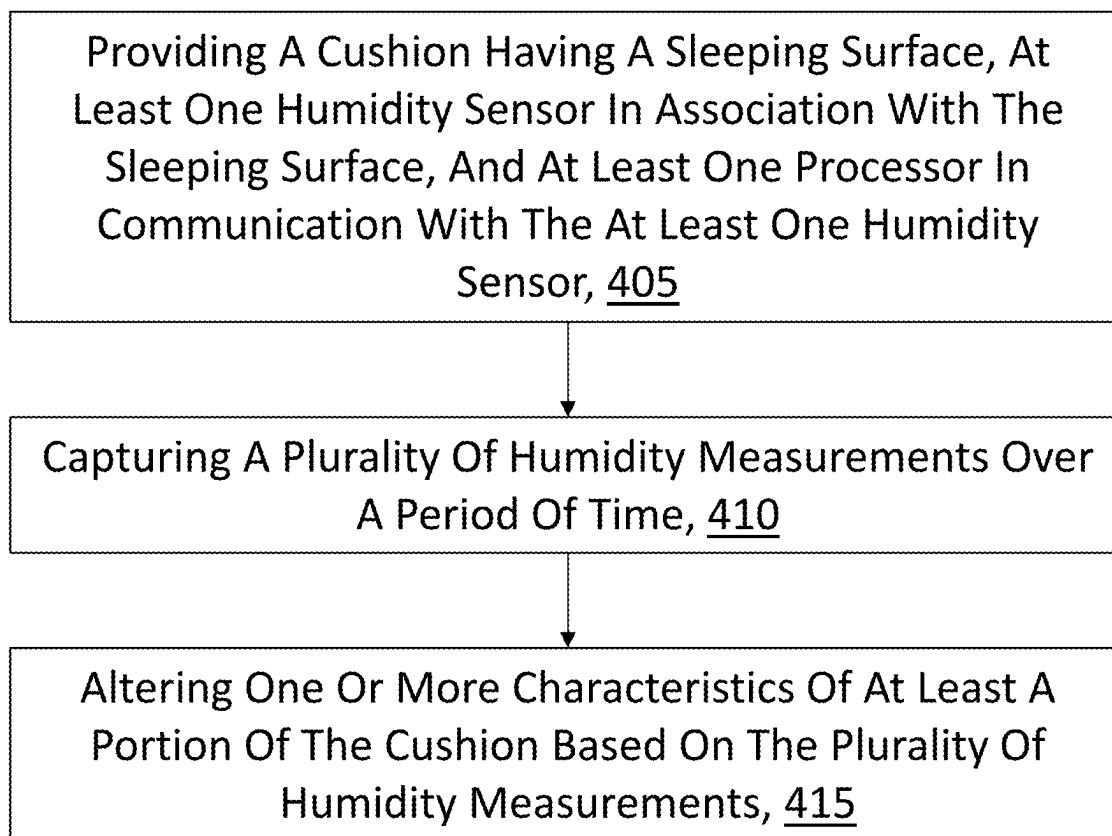 Providing A Cushion Having A Sleeping Surface, At
Least One Humidity Sensor In Association With The
Sleeping Surface, And At Least One Processor In
Communication With The At Least One Humidity
Sensor, 405
Capturing A Plurality Of Humidity Measurements Over
A Period Of Time, 410
Altering One Or More Characteristics Of At Least A
Portion Of The Cushion Based On The Plurality Of
Humidity Measurements, 415